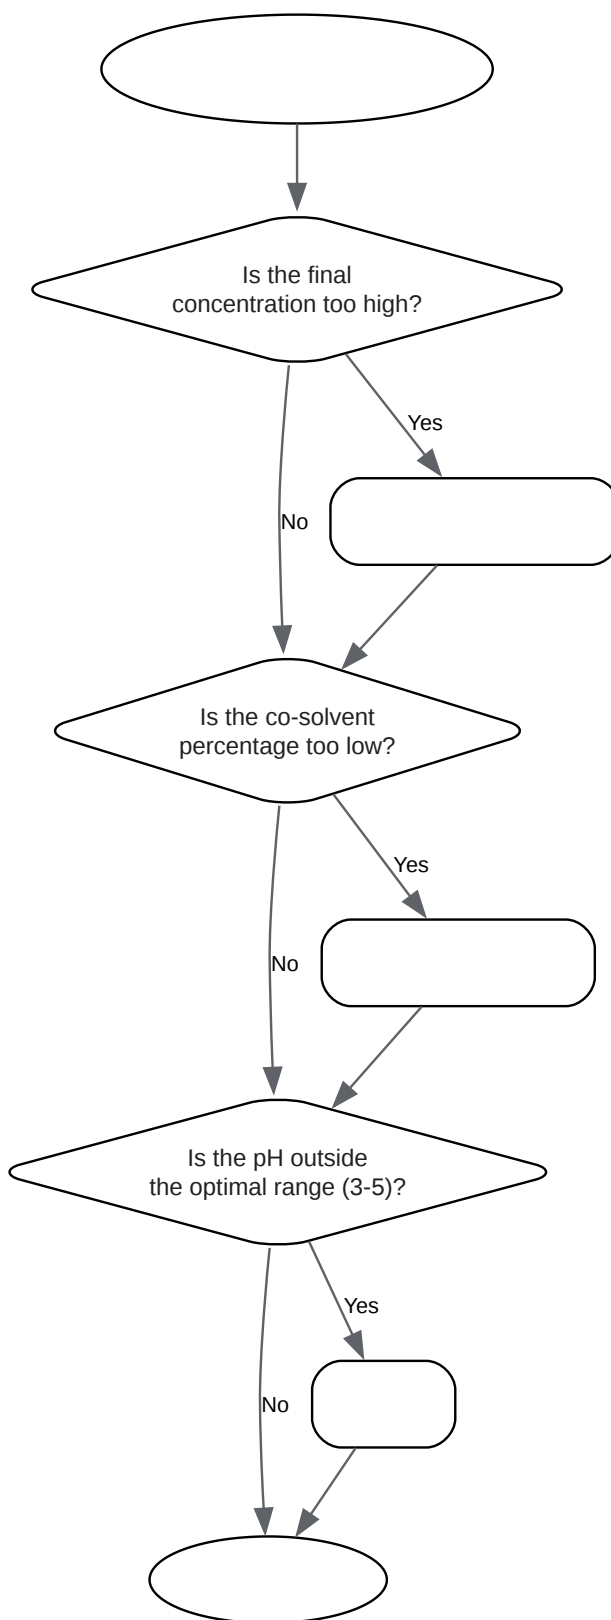 Is the final
concentration too high?
Yes
No
Is the co-solvent
percentage too low?
Yes
No
Is the pH outside
the optimal range (3-5)?
Yes
No